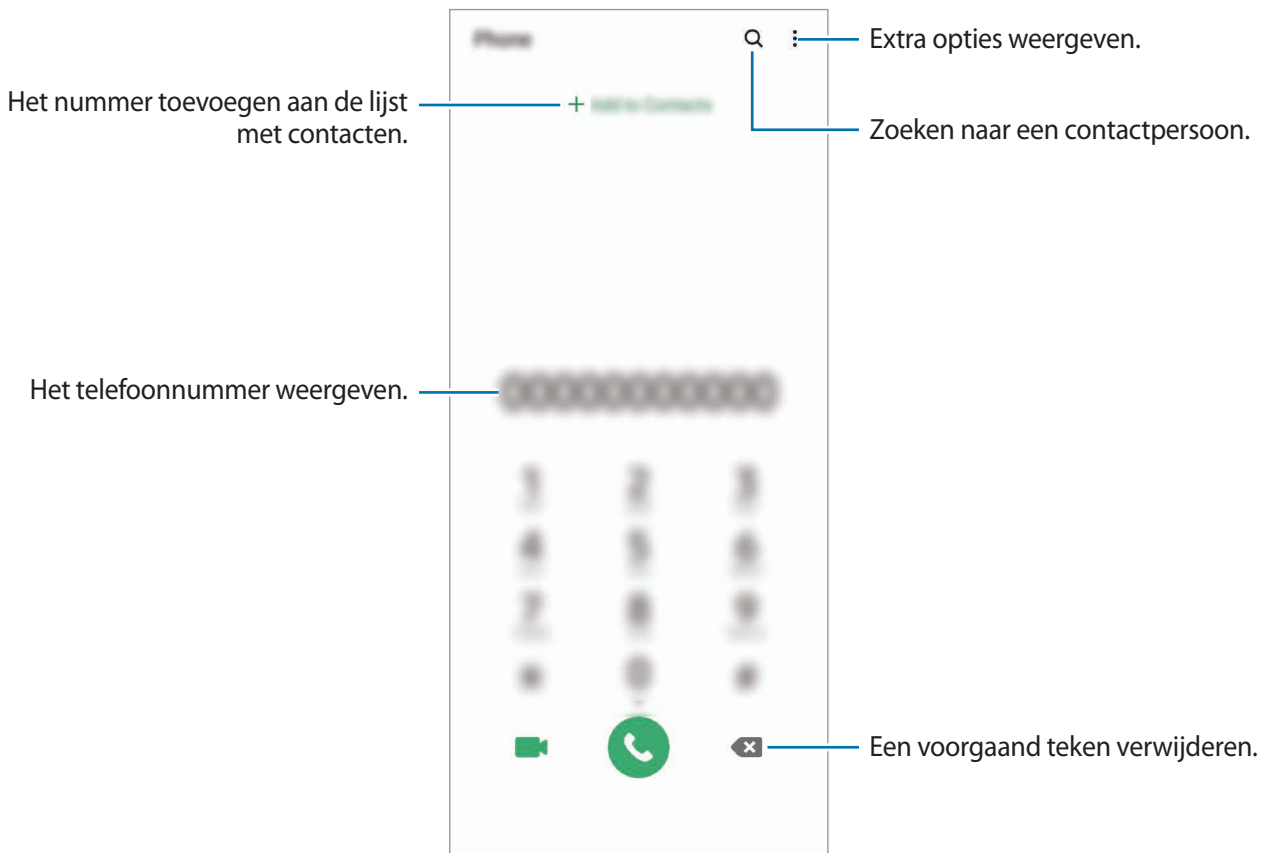 Phone
Extra opties weergeven.
Het nummer toevoegen aan de lijst
met contacten.
Add to Contacts
Zoeken naar een contactpersoon.
Het telefoonnummer weergeven.
00000000000
1 2 3
4 5 6
7 8 9
0 #
Een voorgaand teken verwijderen.